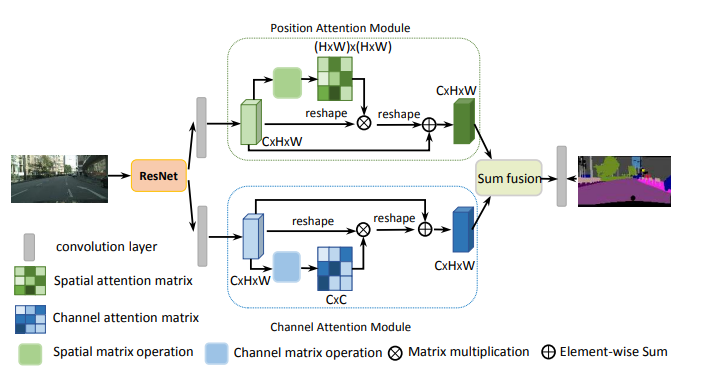 Position Attention Module
(HxW)x(HxW)
CxHxW
reshape
reshape
CxHxW
ResNet
Sum fusion
reshape
reshape
CxHxW
CxHxW
CxC
Channel Attention Module
convolution layer
Spatial attention matrix
Channel attention matrix
Spatial matrix operation
Channel matrix operation
Matrix multiplication
Element-wise Sum